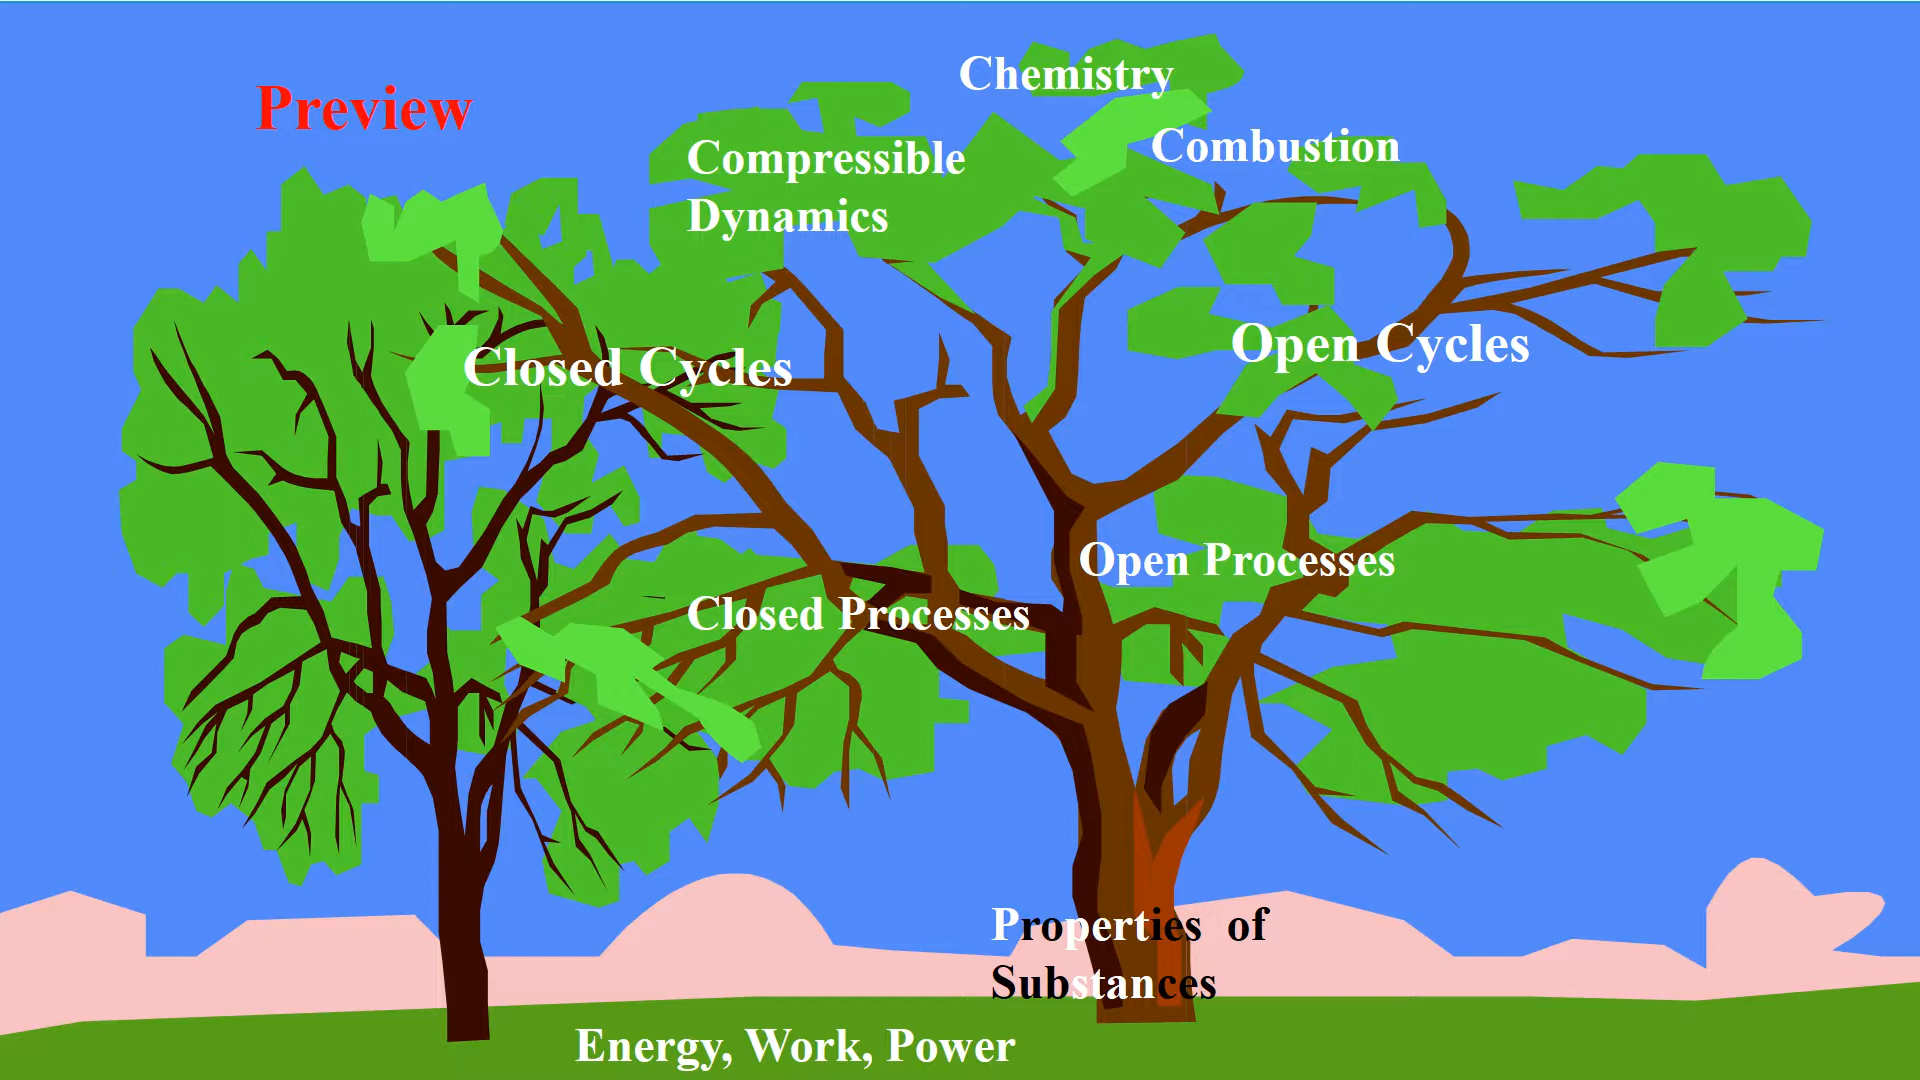 Preview
Chemistry
Combustion
Compressible
Dynamics
Closed Cycles
Open Cycles
Open Processes
Closed Processes
Properties of
Substances
Energy, Work, Power